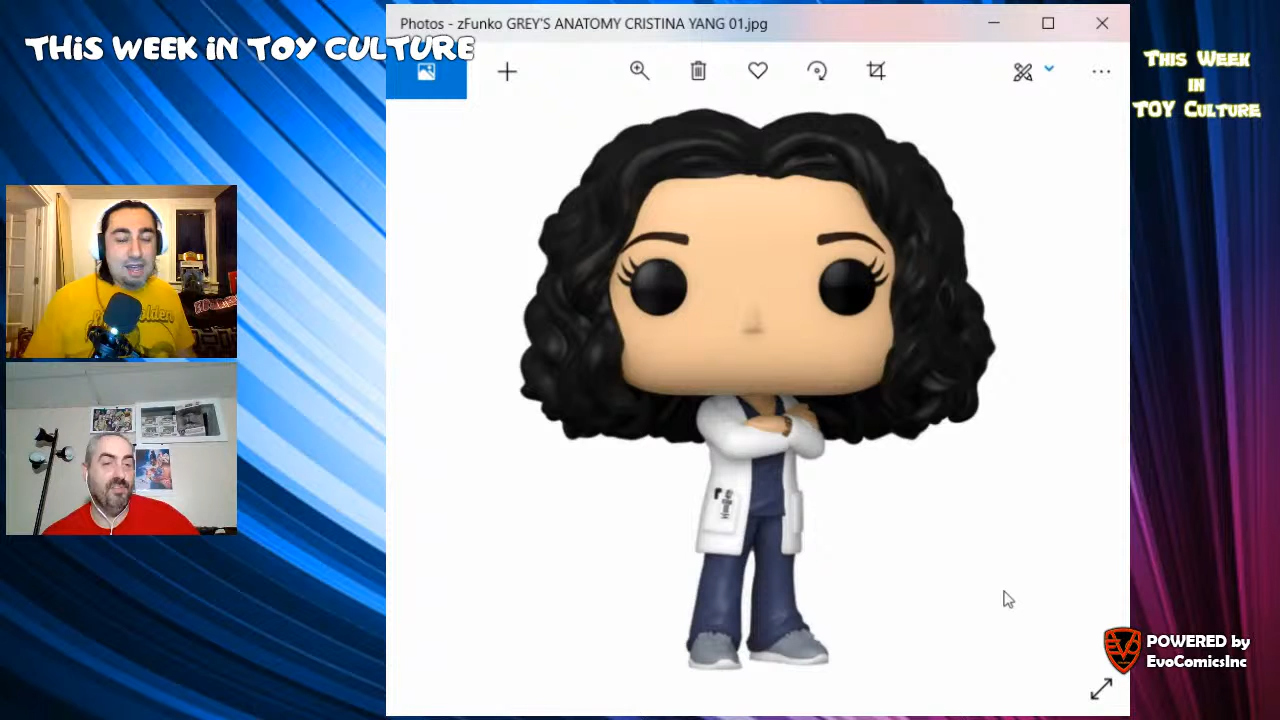 Photos - zFunko GREY'S ANATOMY CRISTINA YANG 01.jpg
THIS WEEK IN TOY CULTURE
THIS WEEK
IN
TOY CULTURE
POWERED by
EvoComicsInc
EVO